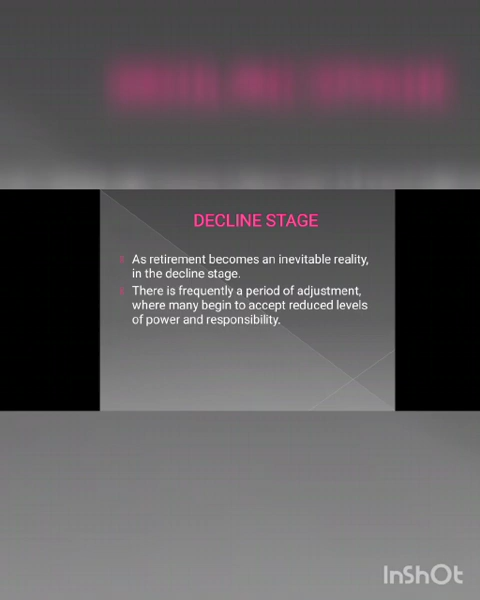 DECLINE STAGE
As retirement becomes an inevitable reality,
in the decline stage.
There is frequently a period of adjustment,
where many begin to accept reduced levels
of power and responsibility.
InShOt